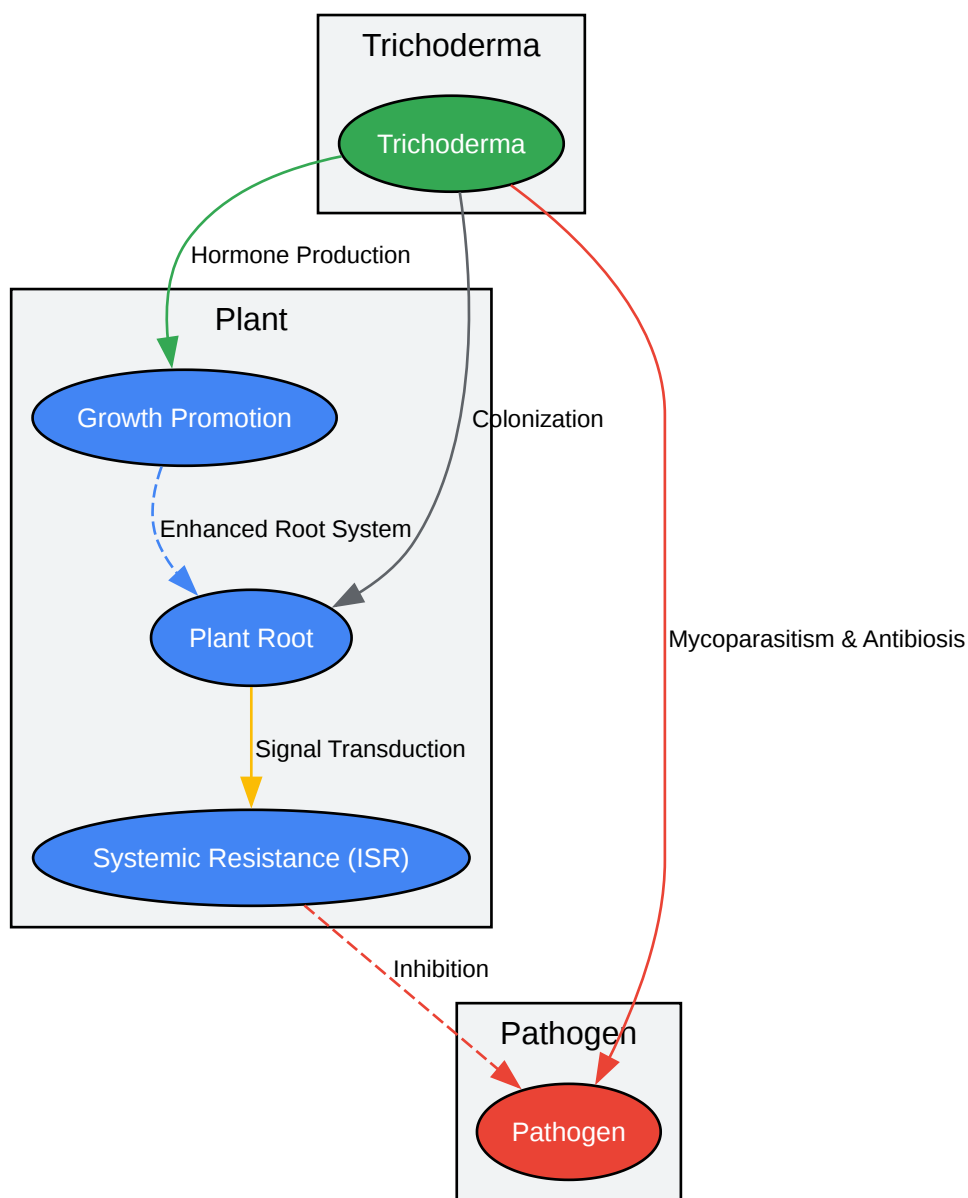 Trichoderma
Trichoderma
Hormone Production
Plant
Growth Promotion
Colonization
Enhanced Root System
Plant Root
Mycoparasitism & Antibiosis
Signal Transduction
Systemic Resistance (ISR)
Inhibition
Pathogen
Pathogen